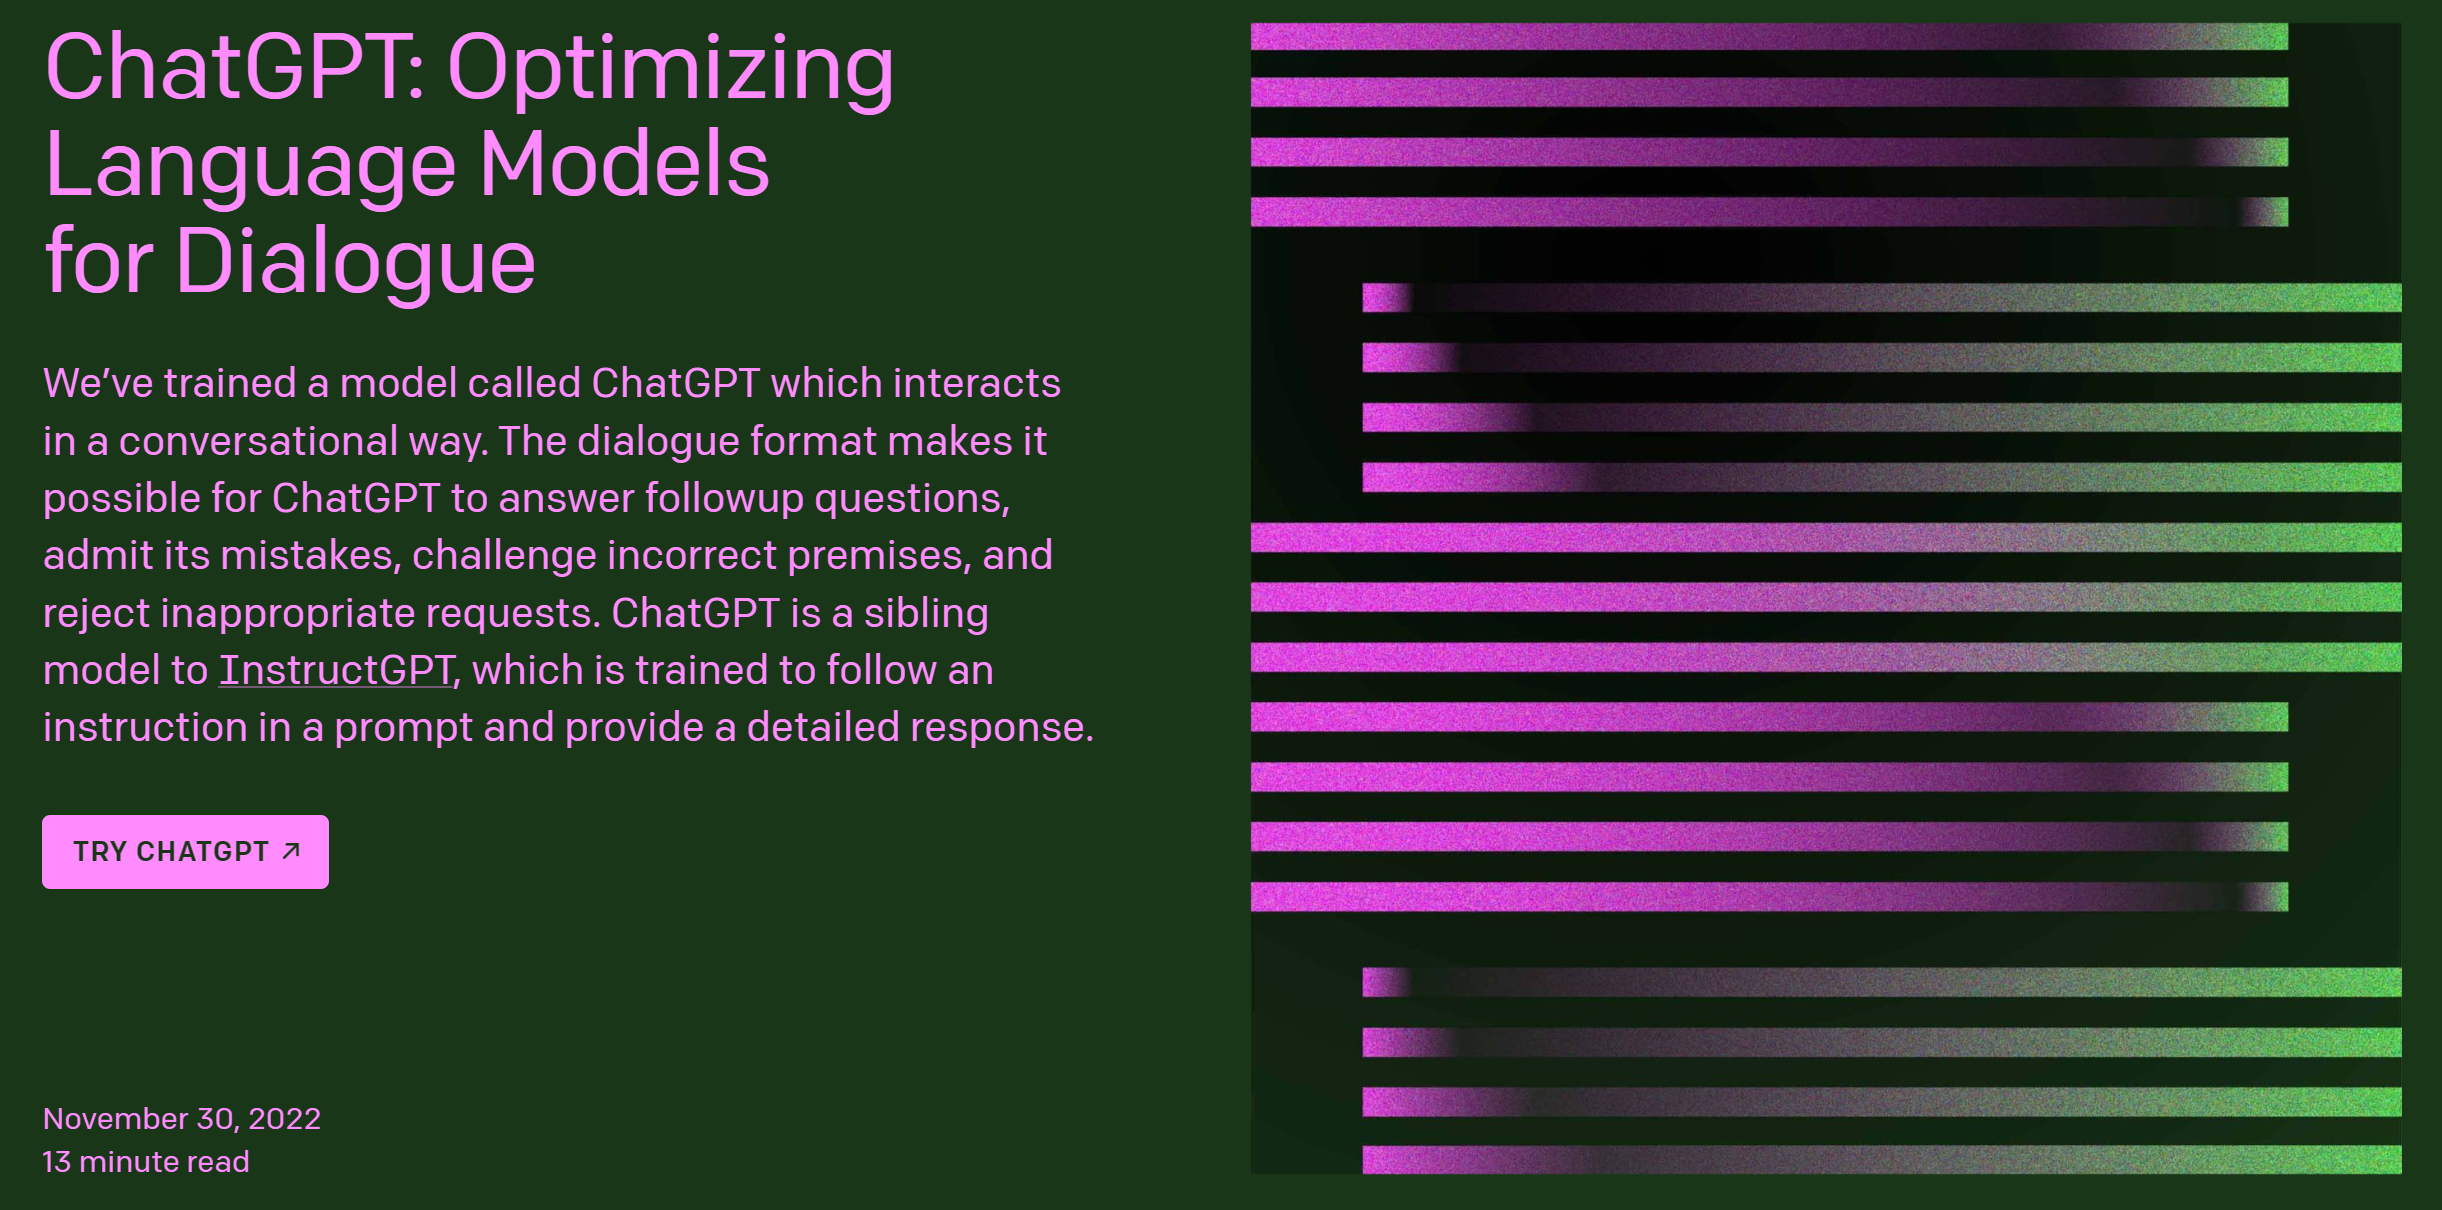 ChatGPT: Optimizing
Language Models
for Dialogue
We’ve trained a model called ChatGPT which interacts
in a conversational way. The dialogue format makes it
possible for ChatGPT to answer followup questions,
admit its mistakes, challenge incorrect premises, and
reject inappropriate requests. ChatGPT is a sibling
model to InstructGPT, which is trained to follow an
instruction in a prompt and provide a detailed response.
TRY CHATGPT ↗
November 30, 2022
13 minute read